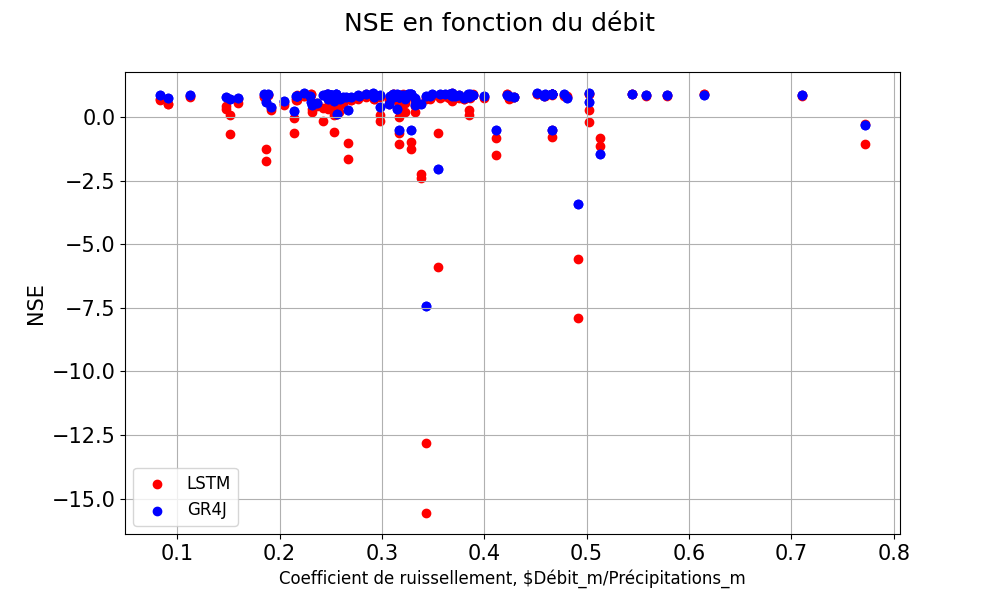 NSE en fonction du débit
NSE
0.0
−2.5
−5.0
−7.5
−10.0
−12.5
−15.0
LSTM
GR4J
0.1 0.2 0.3 0.4 0.5 0.6 0.7 0.8
Coefficient de ruissellement, $Débit_m/Précipitations_m